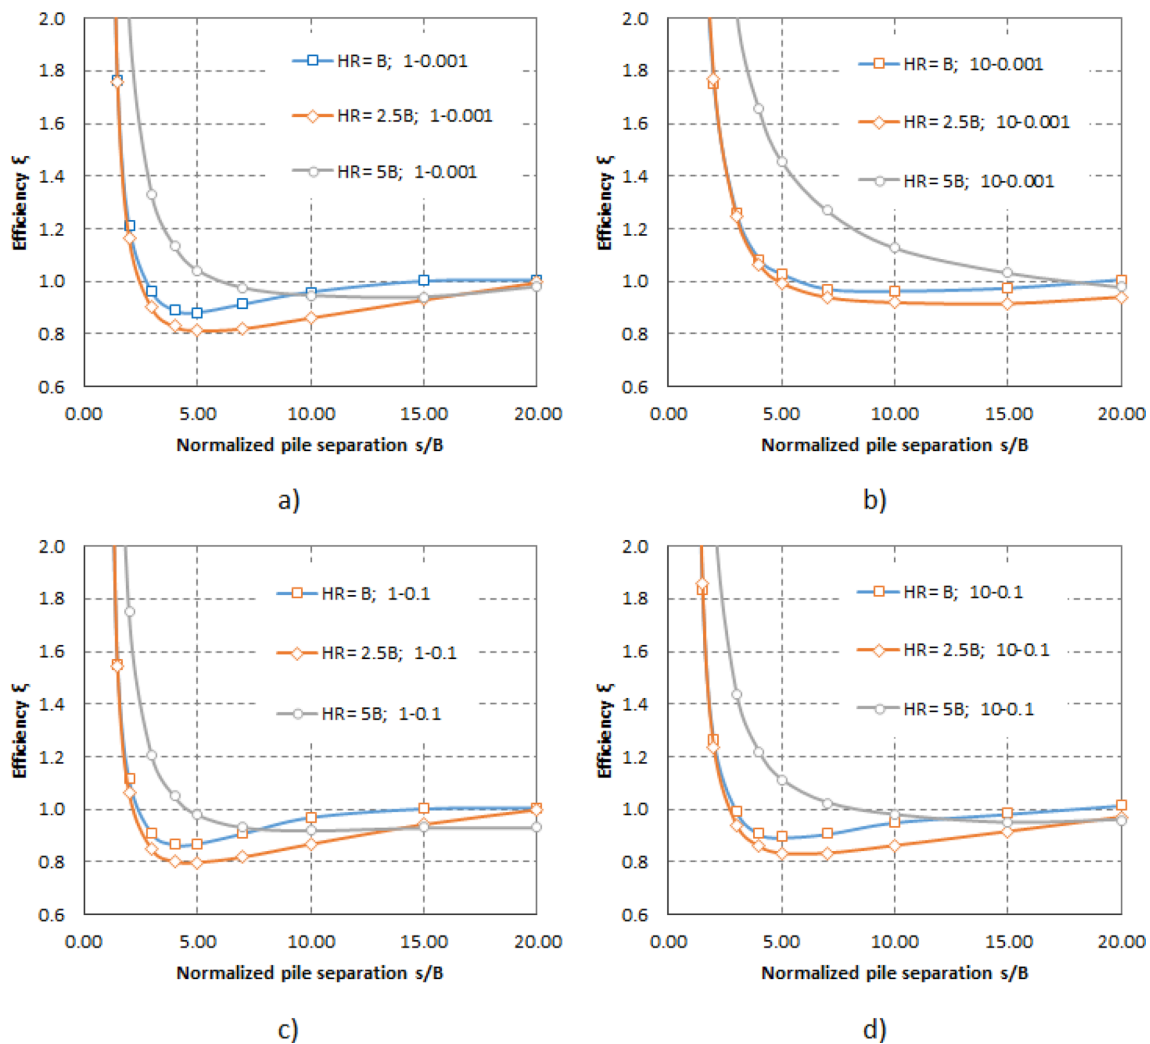 2.0
1.8
1.6
1.4
1.2
1.0
0.8
0.6
Efficiency ξ
HR= B; 1-0.001
HR= 2.5B; 1-0.001
HR= 5B; 1-0.001
0.00 5.00 10.00 15.00 20.00
Normalized pile separation s/B
a)
2.0
1.8
1.6
1.4
1.2
1.0
0.8
0.6
Efficiency ξ
HR= B; 10-0.001
HR= 2.5B; 10-0.001
HR= 5B; 10-0.001
0.00 5.00 10.00 15.00 20.00
Normalized pile separation s/B
b)
2.0
1.8
1.6
1.4
1.2
1.0
0.8
0.6
Efficiency ξ
HR= B; 1-0.1
HR= 2.5B; 1-0.1
HR= 5B; 1-0.1
0.00 5.00 10.00 15.00 20.00
Normalized pile separation s/B
c)
2.0
1.8
1.6
1.4
1.2
1.0
0.8
0.6
Efficiency ξ
HR= B; 10-0.1
HR= 2.5B; 10-0.1
HR= 5B; 10-0.1
0.00 5.00 10.00 15.00 20.00
Normalized pile separation s/B
d)